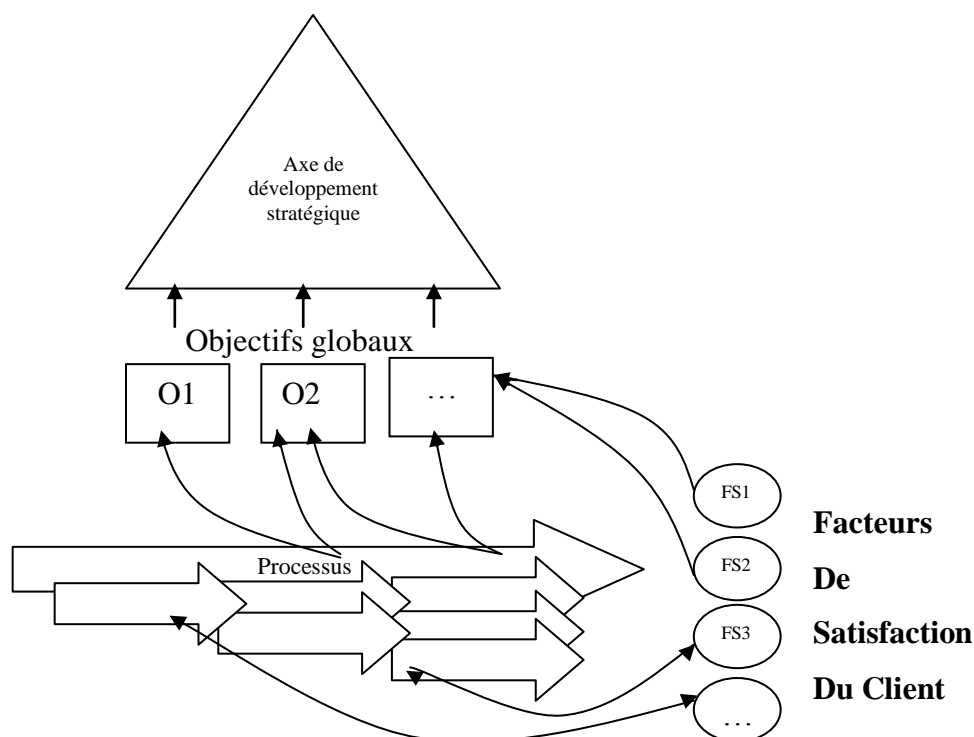 Axe de
développement
stratégique
Objectifs globaux
O1
O2
...
FS1
Facteurs
Processus
FS2
De
FS3
Satisfaction
Du Client
...